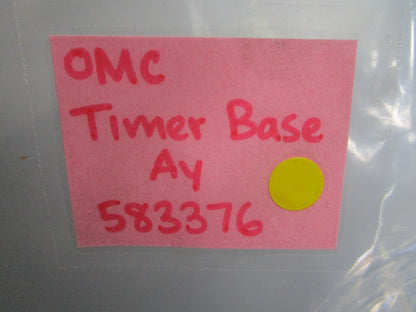 OMC
Timer Base
Ay
583376